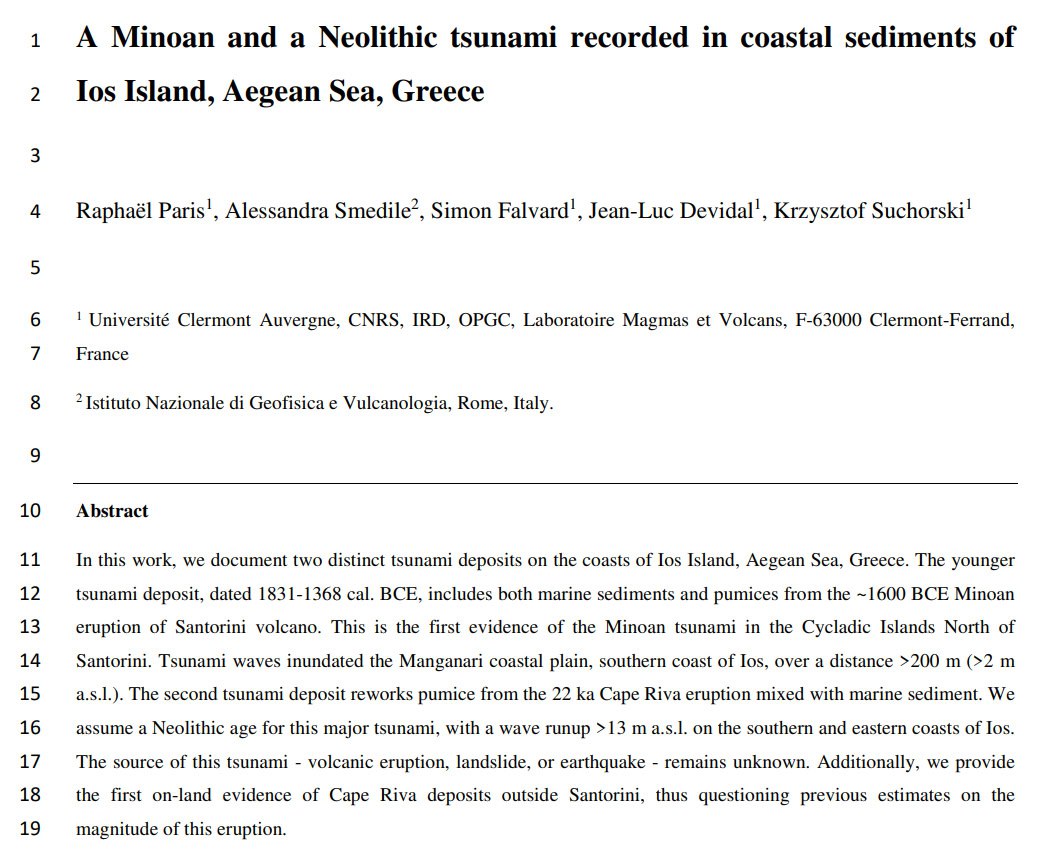 1 A Minoan and a Neolithic tsunami recorded in coastal sediments of
2 Ios Island, Aegean Sea, Greece
3
4 Raphaël Paris1, Alessandra Smedile2, Simon Falvard1, Jean-Luc Devidal1, Krzysztof Suchorski1
5
6 1 Université Clermont Auvergne, CNRS, IRD, OPGC, Laboratoire Magmas et Volcans, F-63000 Clermont-Ferrand,
7 France
8 2 Istituto Nazionale di Geofisica e Vulcanologia, Rome, Italy.
9
10 Abstract
11 In this work, we document two distinct tsunami deposits on the coasts of Ios Island, Aegean Sea, Greece. The younger
12 tsunami deposit, dated 1831-1368 cal. BCE, includes both marine sediments and pumices from the ~1600 BCE Minoan
13 eruption of Santorini volcano. This is the first evidence of the Minoan tsunami in the Cycladic Islands North of
14 Santorini. Tsunami waves inundated the Manganari coastal plain, southern coast of Ios, over a distance >200 m (>2 m
15 a.s.l.). The second tsunami deposit reworks pumice from the 22 ka Cape Riva eruption mixed with marine sediment. We
16 assume a Neolithic age for this major tsunami, with a wave runup >13 m a.s.l. on the southern and eastern coasts of Ios.
17 The source of this tsunami - volcanic eruption, landslide, or earthquake - remains unknown. Additionally, we provide
18 the first on-land evidence of Cape Riva deposits outside Santorini, thus questioning previous estimates on the
19 magnitude of this eruption.